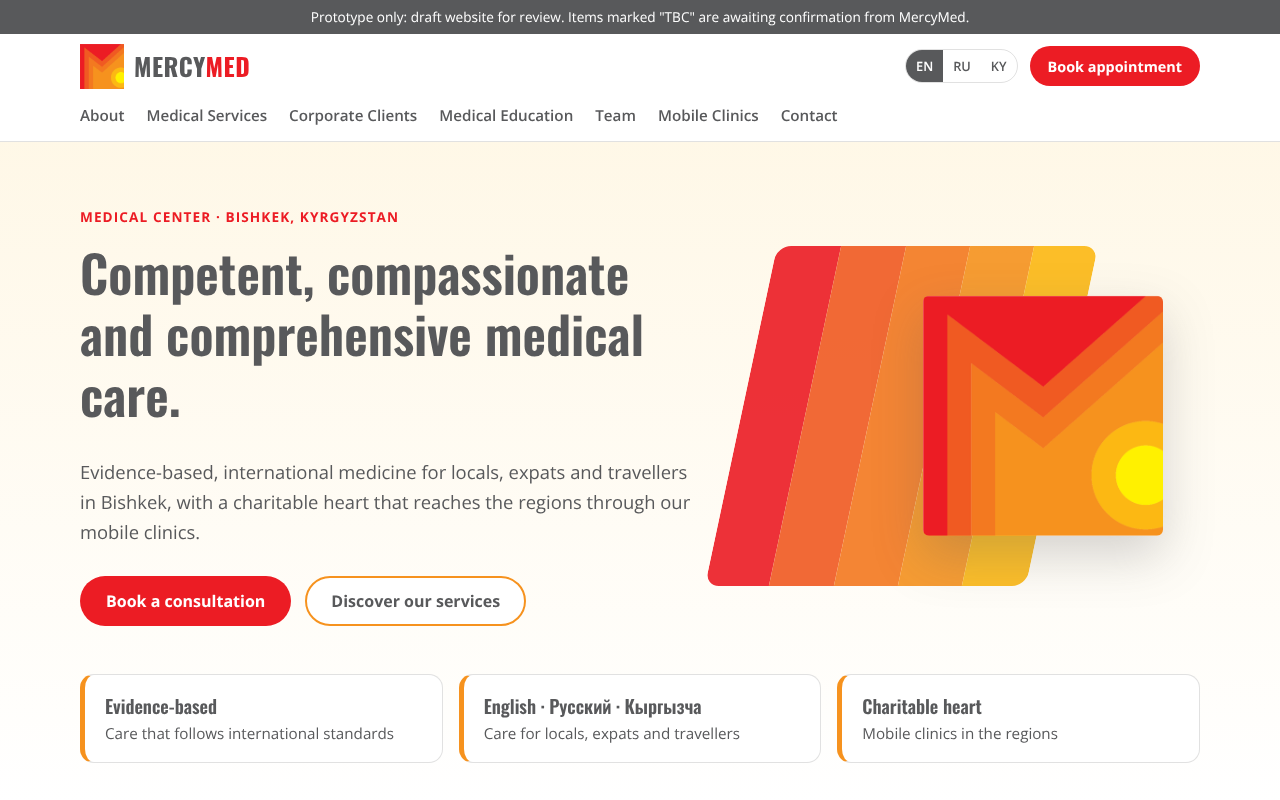 Prototype only: draft website for review. Items marked "TBC" are awaiting confirmation from MercyMed.
MERCYMED
EN RU KY
Book appointment
About Medical Services Corporate Clients Medical Education Team Mobile Clinics Contact
MEDICAL CENTER · BISHKEK, KYRGYZSTAN
Competent, compassionate
and comprehensive medical
care.
Evidence-based, international medicine for locals, expats and travellers
in Bishkek, with a charitable heart that reaches the regions through our
mobile clinics.
Book a consultation
Discover our services
Evidence-based
Care that follows international standards
English · Русский · Кыргызча
Care for locals, expats and travellers
Charitable heart
Mobile clinics in the regions